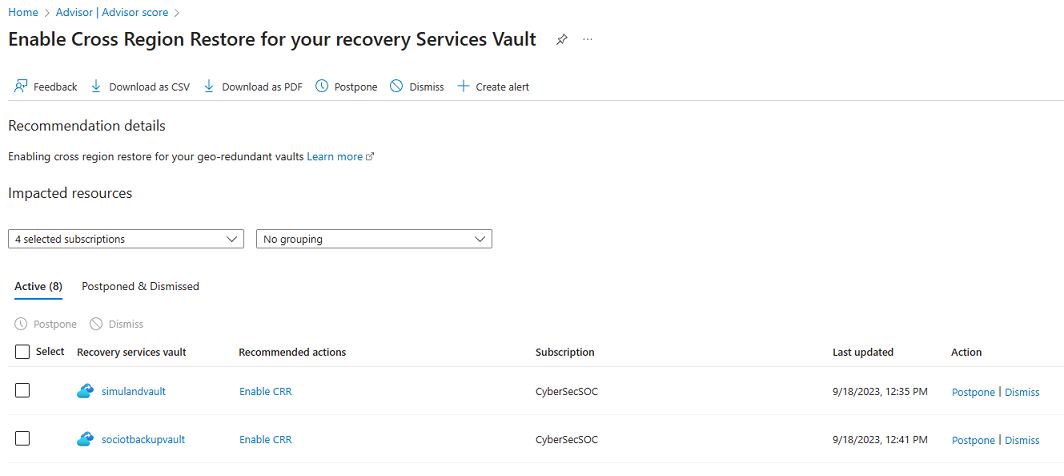 Home > Advisor | Advisor score >
Enable Cross Region Restore for your recovery Services Vault ...
Feedback Download as CSV Download as PDF Postpone Dismiss Create alert
Recommendation details
Enabling cross region restore for your geo-redundant vaults Learn more
Impacted resources
4 selected subscriptions No grouping
Active (8) Postponed & Dismissed
Postpone Dismiss
Select Recovery services vault Recommended actions Subscription Last updated Action
simulandvault Enable CRR CyberSecSOC 9/18/2023, 12:35 PM Postpone | Dismiss
sociotbackupvault Enable CRR CyberSecSOC 9/18/2023, 12:41 PM Postpone | Dismiss